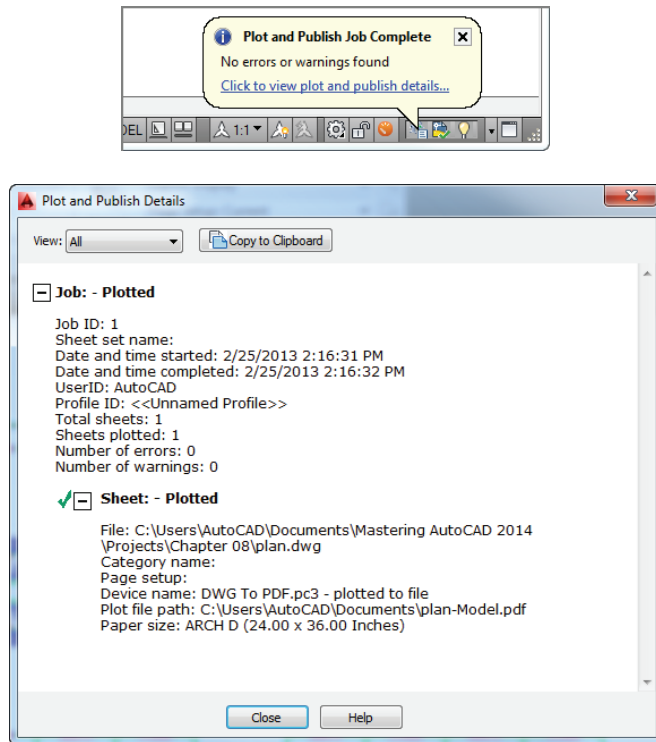 Plot and Publish Job Complete
No errors or warnings found
Click to view plot and publish details...
DEL
1:1
Plot and Publish Details
View: All
Copy to Clipboard
Job: - Plotted
Job ID: 1
Sheet set name:
Date and time started: 2/25/2013 2:16:31 PM
Date and time completed: 2/25/2013 2:16:32 PM
UserID: AutoCAD
Profile ID: <<Unnamed Profile>>
Total sheets: 1
Sheets plotted: 1
Number of errors: 0
Number of warnings: 0
Sheet: - Plotted
File: C:\Users\AutoCAD\Documents\Mastering AutoCAD 2014
\Projects\Chapter 08\plan.dwg
Category name:
Page setup:
Device name: DWG To PDF.pc3 - plotted to file
Plot file path: C:\Users\AutoCAD\Documents\plan-Model.pdf
Paper size: ARCH D (24.00 x 36.00 Inches)
Close
Help